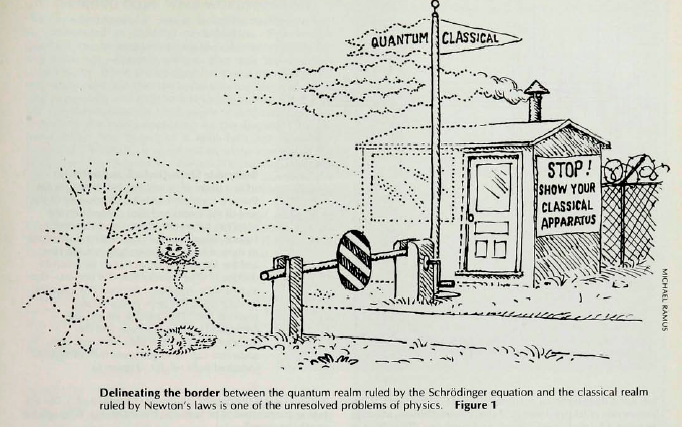 QUANTUM CLASSICAL
STOP!
SHOW YOUR
CLASSICAL
APPARATUS
MICHAEL RAMUS
Delineating the border between the quantum realm ruled by the Schrödinger equation and the classical realm
ruled by Newton's laws is one of the unresolved problems of physics. Figure 1